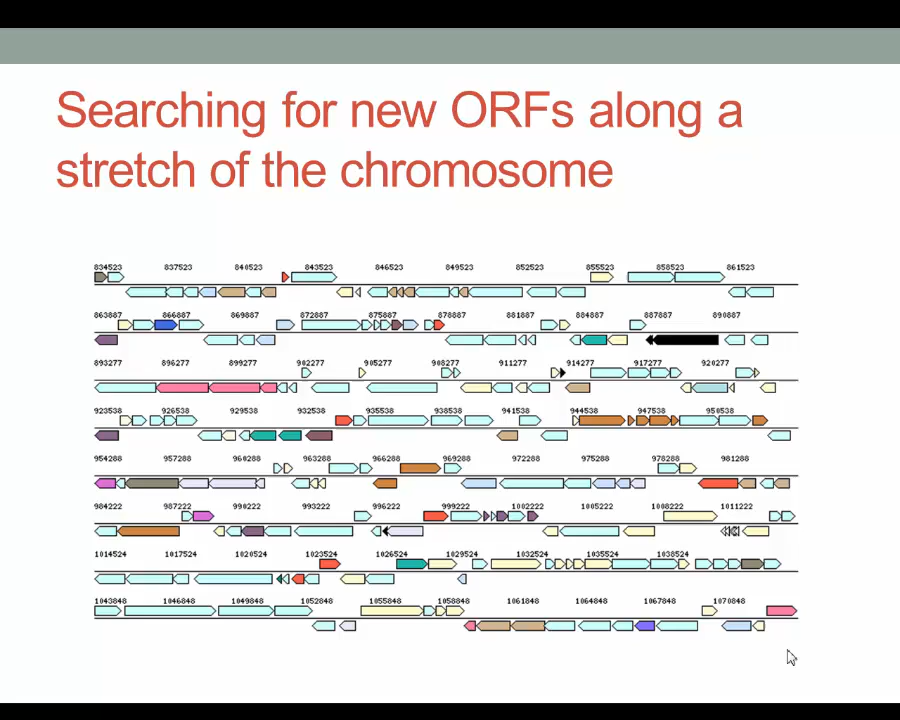 Searching for new ORFs along a
stretch of the chromosome
834523 837523 840523 843523 846523 849523 852523 855523 858523 861523
863887 866887 869887 872887 875887 878887 881887 884887 887887 890887
893277 896277 899277 902277 905277 908277 911277 914277 917277 920277
923538 926538 929538 932538 935538 938538 941538 944538 947538 950538
954288 957288 960288 963288 966288 969288 972288 975288 978288 981288
984222 987222 990222 993222 996222 999222 1002222 1005222 1008222 1011222
1014524 1017524 1020524 1023524 1026524 1029524 1032524 1035524 1038524
1043848 1046848 1049848 1052848 1055848 1058848 1061848 1064848 1067848 1070848